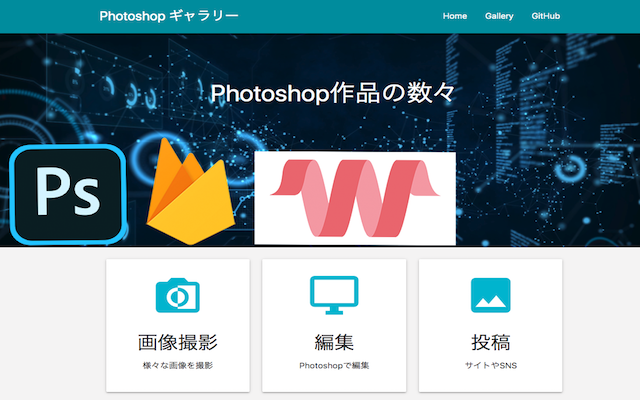 Photoshop ギャラリー
Home Gallery GitHub
Photoshop作品の数々
Ps
画像撮影
様々な画像を撮影
編集
Photoshopで編集
投稿
サイトやSNS